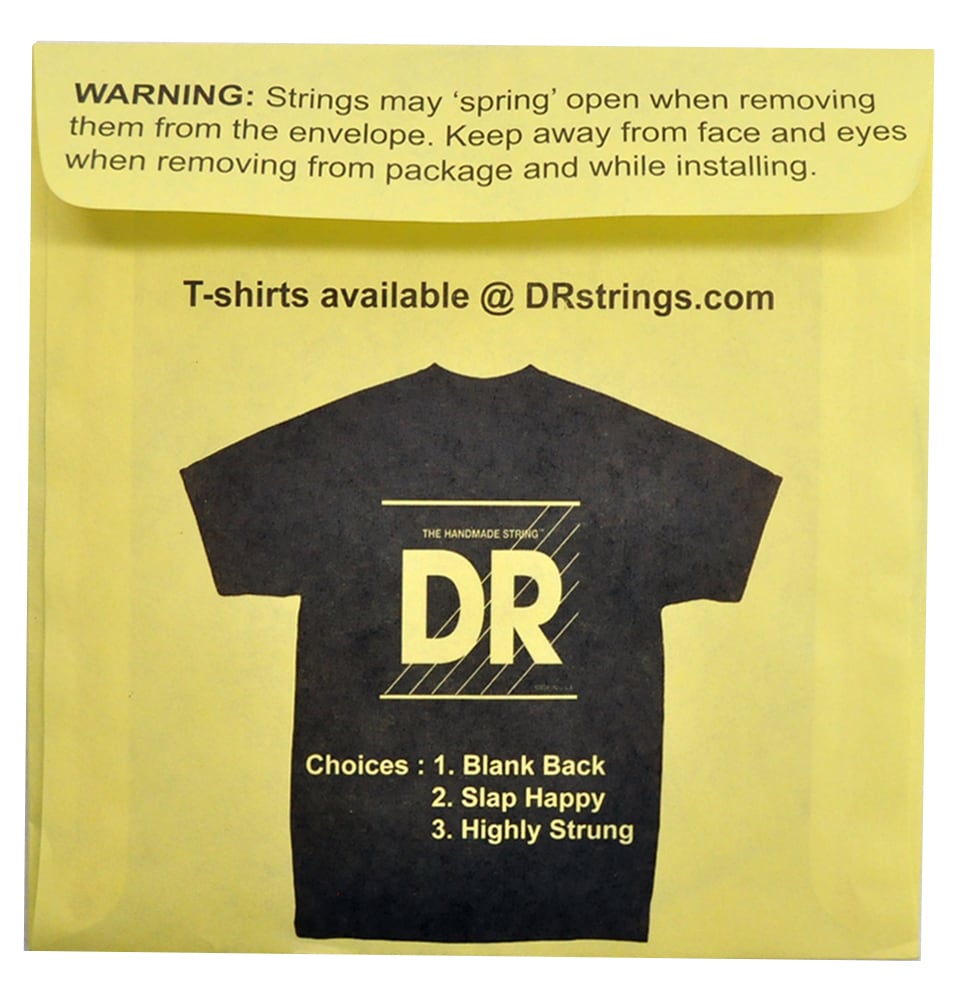 WARNING: Strings may ‘spring’ open when removing
them from the envelope. Keep away from face and eyes
when removing from package and while installing.
T-shirts available @ DRstrings.com
THE HANDMADE STRING™
DR
Choices : 1. Blank Back
2. Slap Happy
3. Highly Strung